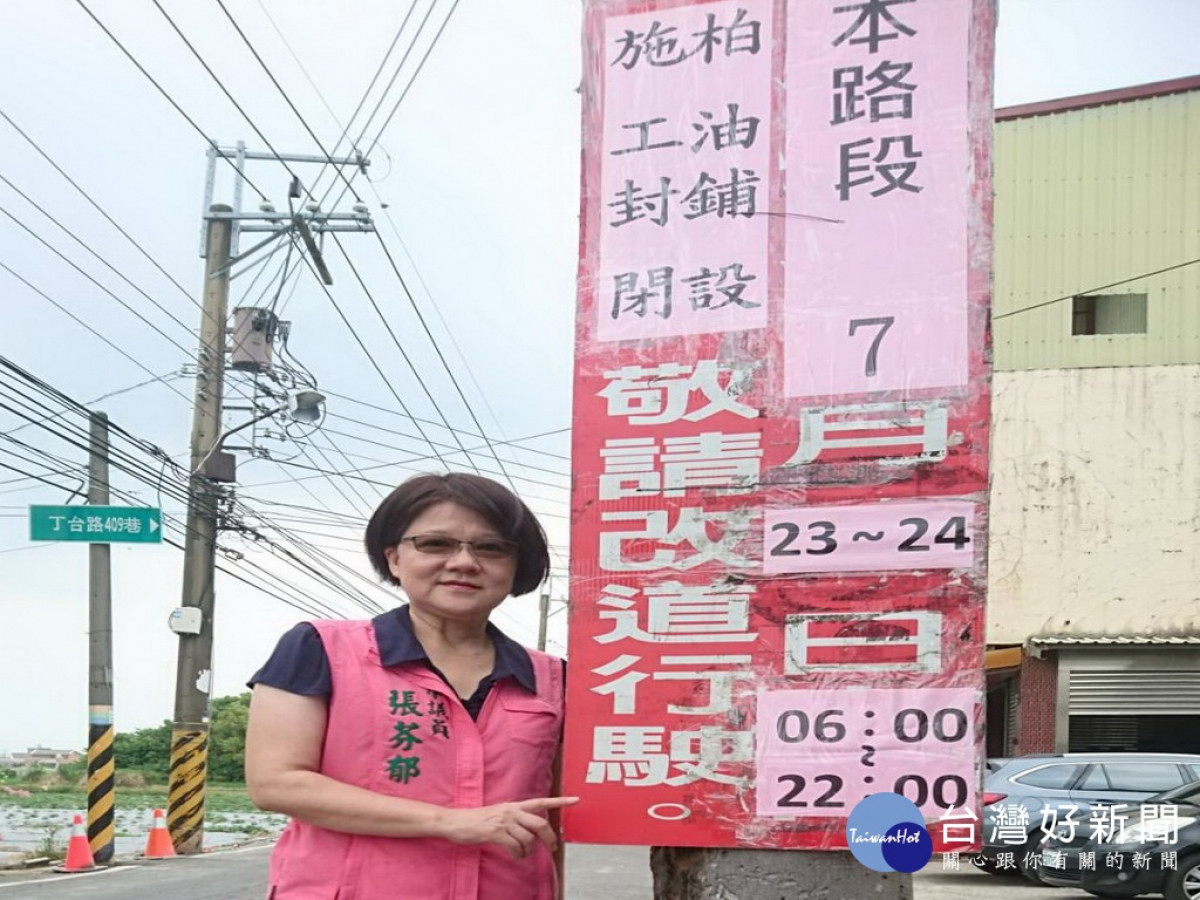 本路段 7
月
23~24
日
06:00
~
22:00
柏油鋪設
施工封閉
敬請改道行駛。
丁台路409巷
議員
張芬郁
TaiwanHot
台灣好新聞
關心跟你有關的新聞